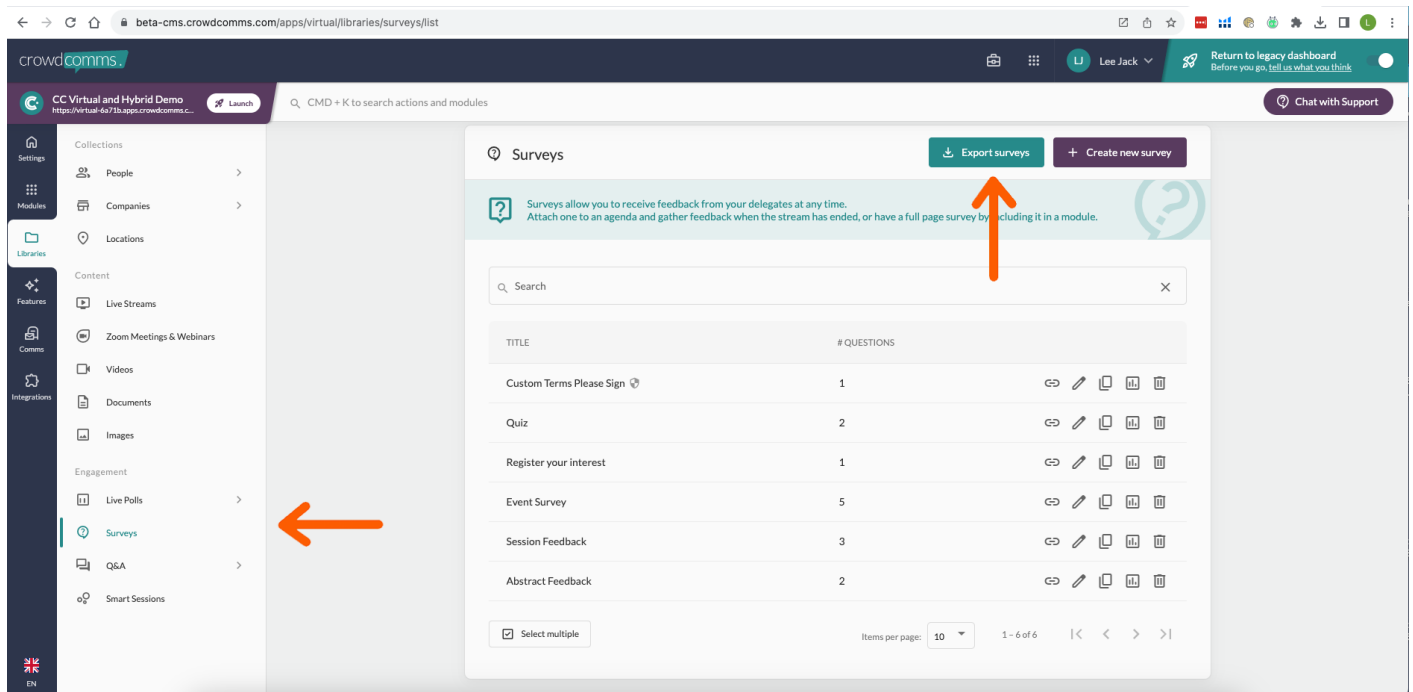 beta-cms.crowdcomms.com/apps/virtual/libraries/surveys/list
L
crowdcomms.
LJ
Lee Jack
Return to legacy dashboard
Before you go, tell us what you think
C
CC Virtual and Hybrid Demo
https://virtual-6a71b.apps.crowdcomms.c...
Launch
CMD + K to search actions and modules
Chat with Support
Settings
Modules
Libraries
Features
Comms
Integrations
EN
Collections
People
Companies
Locations
Content
Live Streams
Zoom Meetings & Webinars
Videos
Documents
Images
Engagement
Live Polls
Surveys
Q&A
Smart Sessions
Surveys
Export surveys
+ Create new survey
Surveys allow you to receive feedback from your delegates at any time.
Attach one to an agenda and gather feedback when the stream has ended, or have a full page survey by including it in a module.
Search
TITLE # QUESTIONS
Custom Terms Please Sign 1
Quiz 2
Register your interest 1
Event Survey 5
Session Feedback 3
Abstract Feedback 2
Select multiple
Items per page: 10 1 – 6 of 6